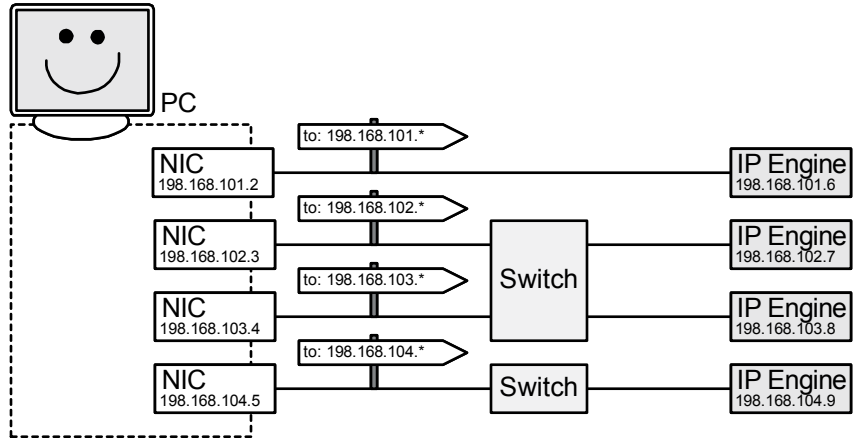 PC
to: 198.168.101.*
NIC
198.168.101.2
IP Engine
198.168.101.6
to: 198.168.102.*
NIC
198.168.102.3
IP Engine
198.168.102.7
Switch
to: 198.168.103.*
NIC
198.168.103.4
IP Engine
198.168.103.8
to: 198.168.104.*
NIC
198.168.104.5
Switch
IP Engine
198.168.104.9